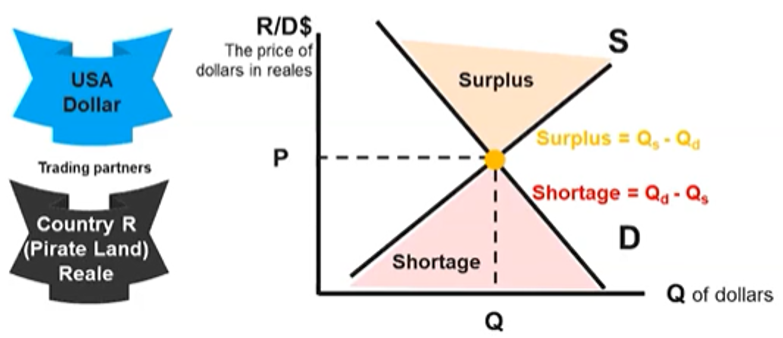 USA
Dollar
Trading partners
Country R
(Pirate Land)
Reale
R/D$
The price of
dollars in reales
S
Surplus
Surplus = Qs - Qd
P
Shortage = Qd - Qs
D
Shortage
Q of dollars
Q